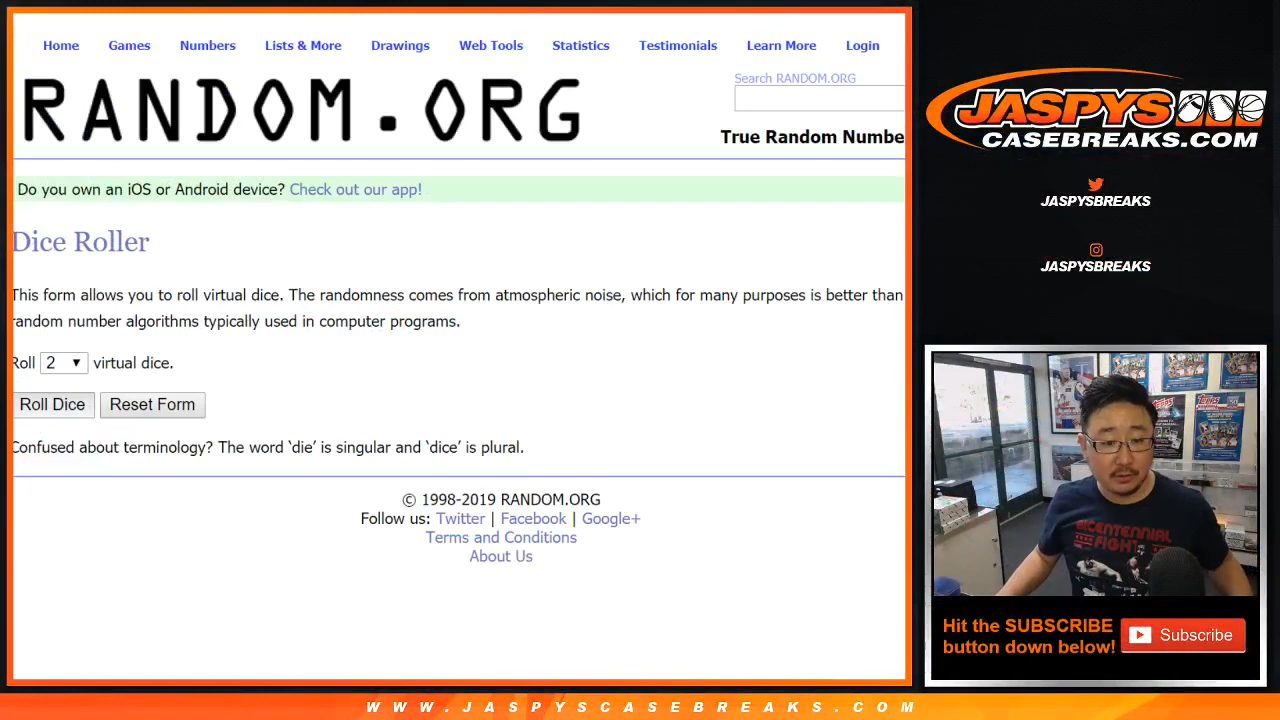 Home Games Numbers Lists & More Drawings Web Tools Statistics Testimonials Learn More Login
RANDOM.ORG
Search RANDOM.ORG
True Random Numbe
Do you own an iOS or Android device? Check out our app!
Dice Roller
This form allows you to roll virtual dice. The randomness comes from atmospheric noise, which for many purposes is better than
random number algorithms typically used in computer programs.
Roll 2 virtual dice.
Roll Dice Reset Form
Confused about terminology? The word ‘die’ is singular and ‘dice’ is plural.
© 1998-2019 RANDOM.ORG
Follow us: Twitter | Facebook | Google+
Terms and Conditions
About Us
JASPYS
CASEBREAKS.COM
JASPYSBREAKS
JASPYSBREAKS
topps
BICENTENNIAL
FIGHT
Hit the SUBSCRIBE
button down below!
Subscribe
WWW.JASPYSCASEBREAKS.COM